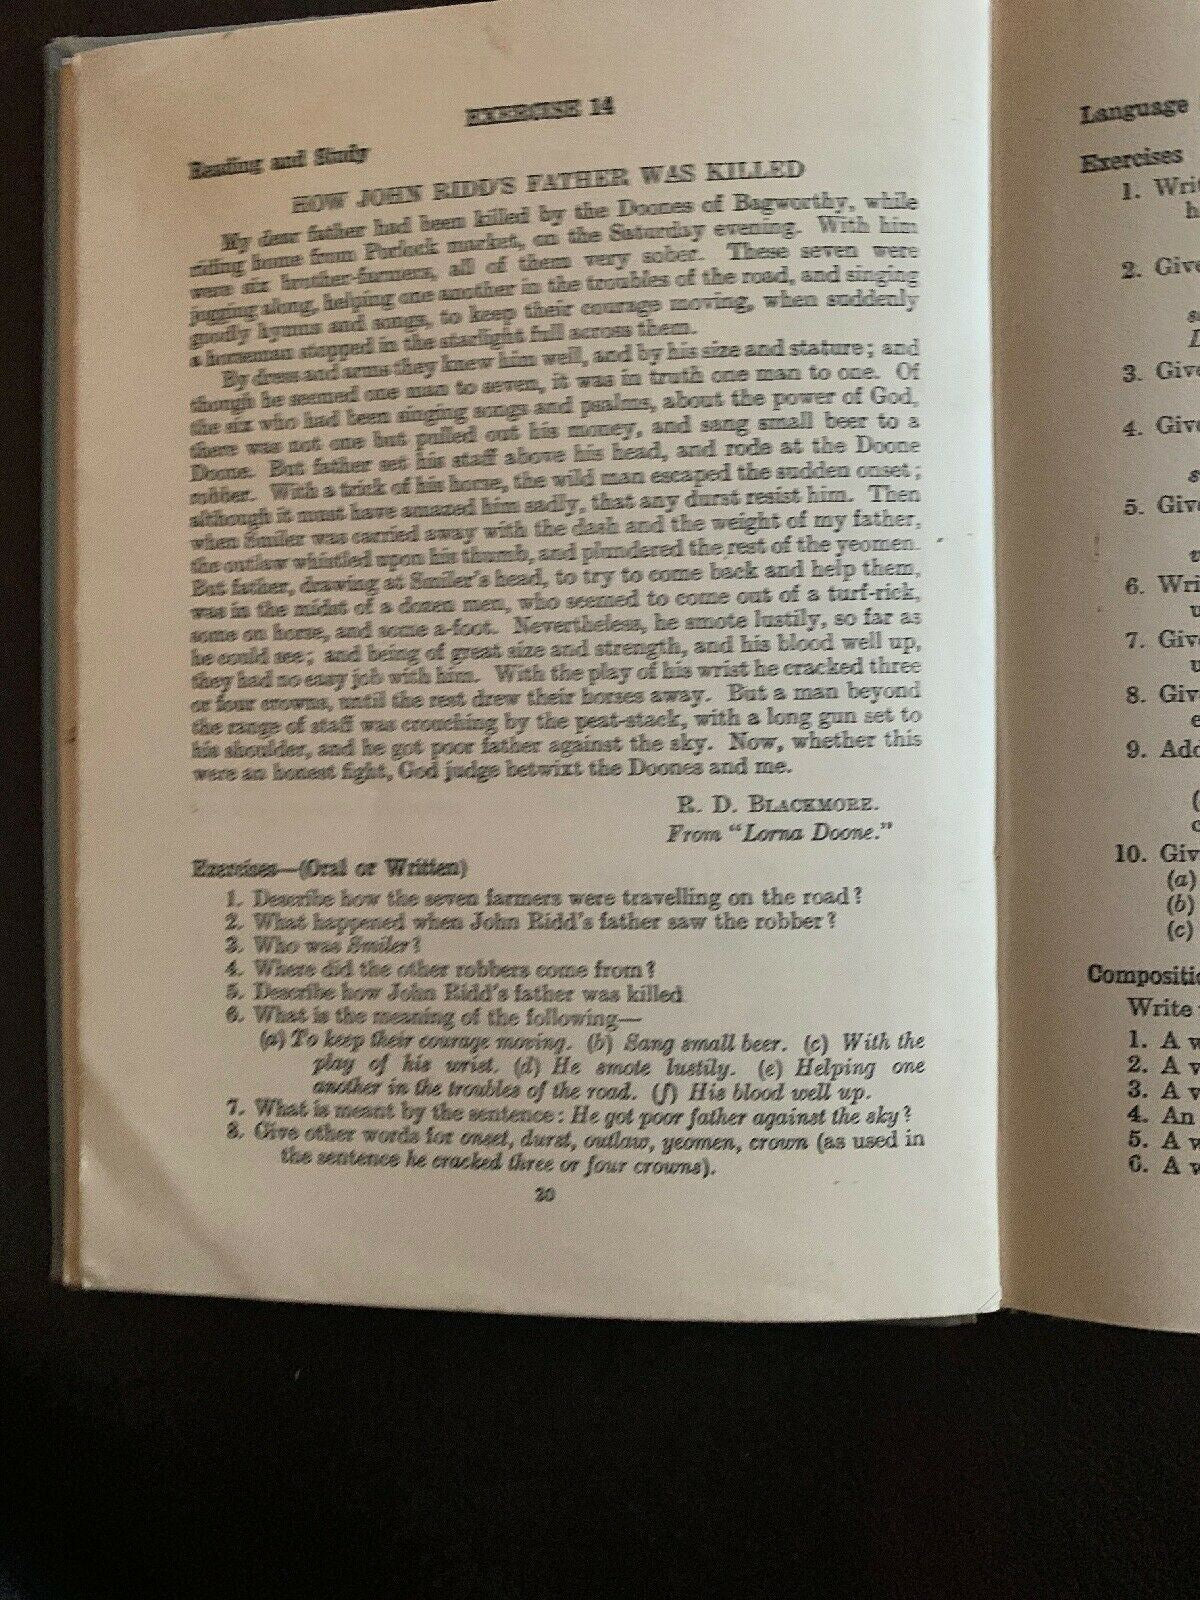 EXERCISE 14
Reading and Study
HOW JOHN RIDD'S FATHER WAS KILLED
My dear father had been killed by the Doones of Bagworthy, while
riding home from Porlock market, on the Saturday evening. With him
were six brother-farmers, all of them very sober. These seven were
jogging along, helping one another in the troubles of the road, and singing
goodly hymns and songs, to keep their courage moving, when suddenly
a horseman stopped in the starlight full across them.
By dress and arms they knew him well, and by his size and stature; and
though he seemed one man to seven, it was in truth one man to one. Of
the six who had been singing songs and psalms, about the power of God,
there was not one but pulled out his money, and sang small beer to a
Doone. But father set his staff above his head, and rode at the Doone
robber. With a trick of his horse, the wild man escaped the sudden onset;
although it must have amazed him sadly, that any durst resist him. Then
when Smiler was carried away with the dash and the weight of my father,
the outlaw whistled upon his thumb, and plundered the rest of the yeomen.
But father, drawing at Smiler's head, to try to come back and help them,
was in the midst of a dozen men, who seemed to come out of a turf-rick,
some on horse, and some a-foot. Nevertheless, he smote lustily, so far as
he could see; and being of great size and strength, and his blood well up,
they had no easy job with him. With the play of his wrist he cracked three
or four crowns, until the rest drew their horses away. But a man beyond
the range of staff was crouching by the peat-stack, with a long gun set to
his shoulder, and he got poor father against the sky. Now, whether this
were an honest fight, God judge betwixt the Doones and me.
R. D. BLACKMORE.
From "Lorna Doone."
Exercises—(Oral or Written)
1. Describe how the seven farmers were travelling on the road?
2. What happened when John Ridd's father saw the robber?
3. Who was Smiler?
4. Where did the other robbers come from?
5. Describe how John Ridd's father was killed
6. What is the meaning of the following—
(a) To keep their courage moving. (b) Sang small beer. (c) With the
play of his wrist. (d) He smote lustily. (e) Helping one
another in the troubles of the road. (f) His blood well up.
7. What is meant by the sentence: He got poor father against the sky?
8. Give other words for onset, durst, outlaw, yeomen, crown (as used in
the sentence he cracked three or four crowns).
20
Language
Exercises
1.
2. Give
3. Give
4. Give
5. Give
6.
7. Give
8.
9.
10.
(a)
(b)
(c)
Write
1. A
2. A
3. A
4. An
5. A
6. A